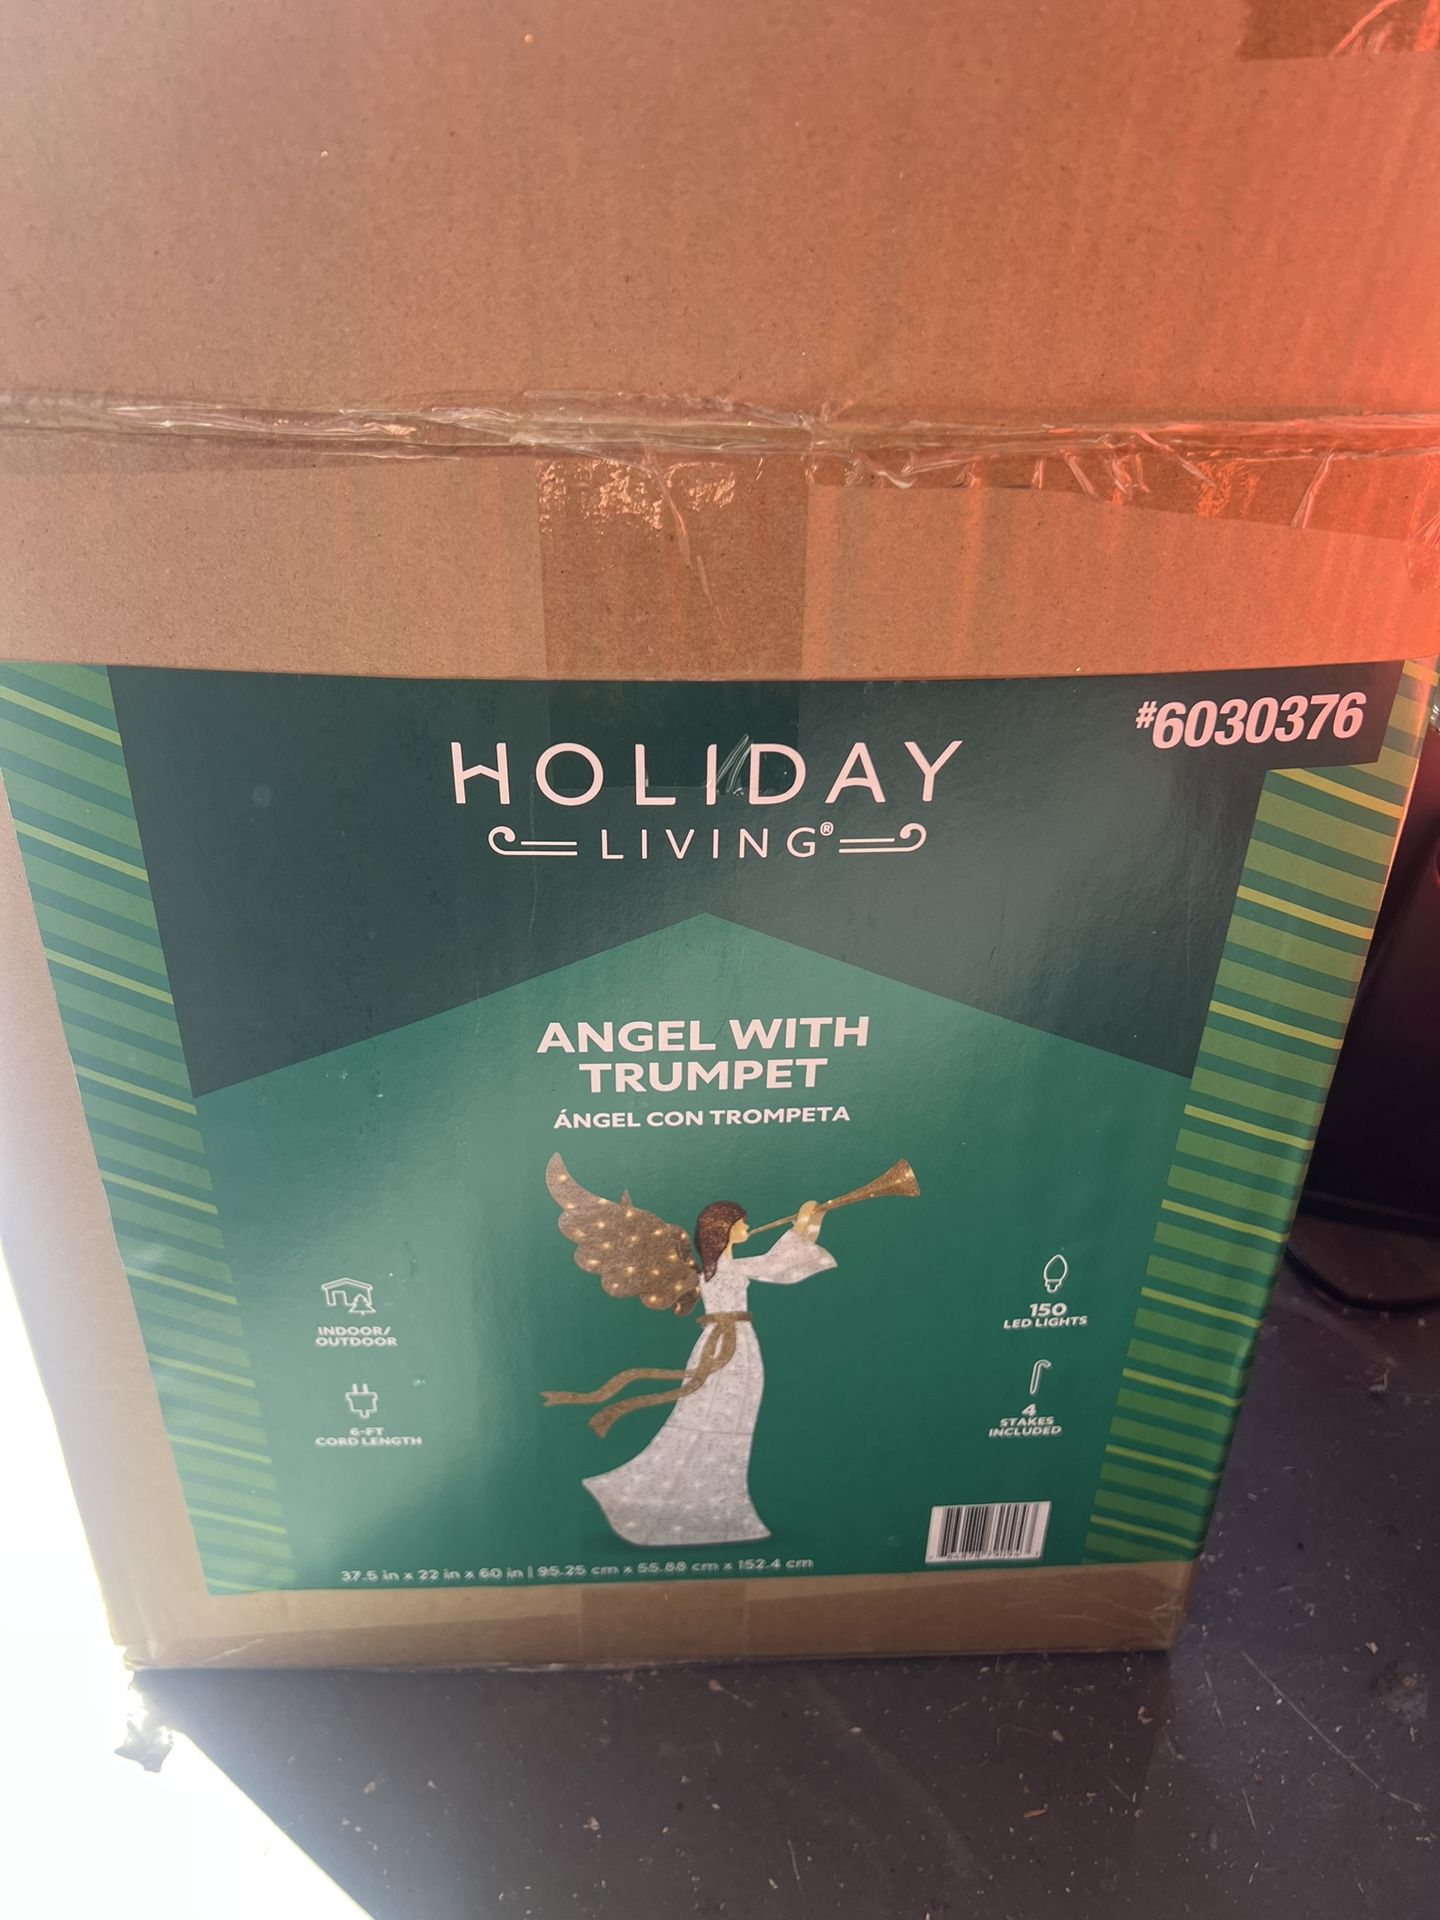 #6030376
HOLIDAY
LIVING®
ANGEL WITH
TRUMPET
ÁNGEL CON TROMPETA
INDOOR/
OUTDOOR
6-FT
CORD LENGTH
150
LED LIGHTS
4
STAKES
INCLUDED
37.5 in x 22 in x 60 in | 95.25 cm x 55.88 cm x 152.4 cm